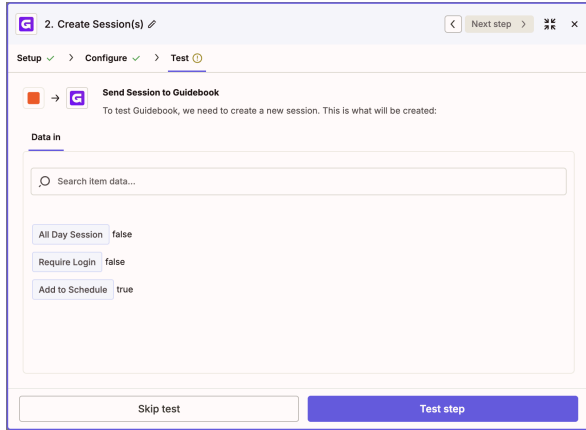 2. Create Session(s)
Next step
Setup
Configure
Test
Send Session to Guidebook
To test Guidebook, we need to create a new session. This is what will be created:
Data in
Search item data...
All Day Session false
Require Login false
Add to Schedule true
Skip test
Test step